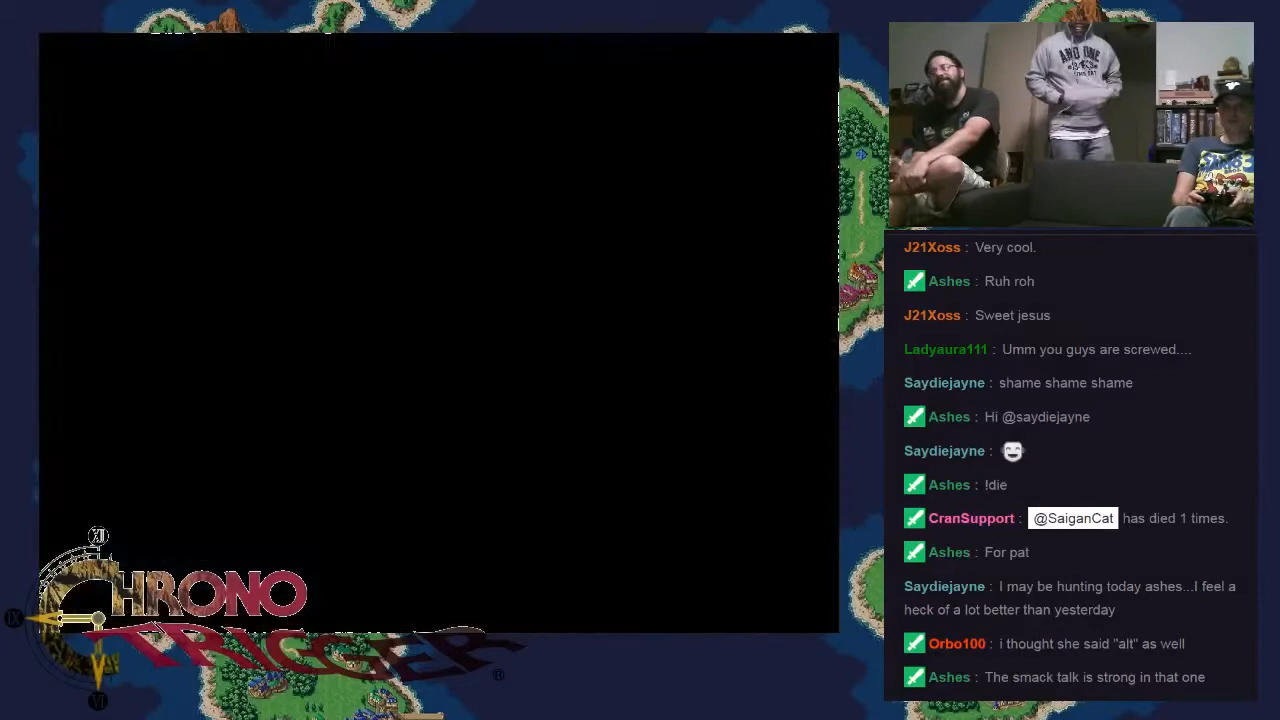 AND ONE
J21Xoss : Very cool.
Ashes : Ruh roh
J21Xoss : Sweet jesus
Ladyaura111 : Umm you guys are screwed....
Saydiejayne : shame shame shame
Ashes : Hi @saydiejayne
Saydiejayne :
Ashes : !die
CranSupport : @SaiganCat has died 1 times.
Ashes : For pat
Saydiejayne : I may be hunting today ashes...I feel a
heck of a lot better than yesterday
Orbo100 : i thought she said "alt" as well
Ashes : The smack talk is strong in that one
XII
IX
VI
CHRONO
TRIGGER
®